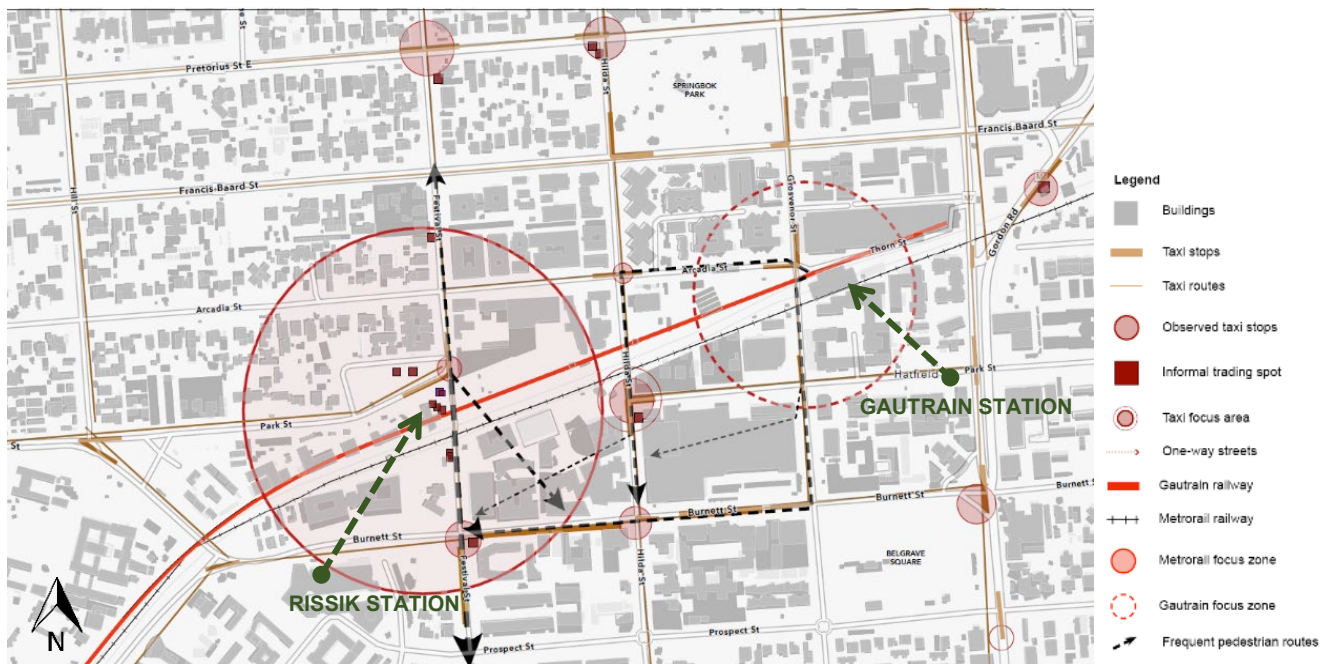 Pretorius St E
Hilda St
SPRINGBOK
PARK
Francis Baard St
Hill St
Francis Baard St
Festival St
Grosvenor St
Gordon Rd
Thorn St
Arcadia St
Arcadia St
Hilda St
Hatfield
Park St
GAUTRAIN STATION
Park St
St
Burnett St
Burnett St
Burnett St
Burnett St
BELGRAVE
SQUARE
Festival St
Hilda St
RISSIK STATION
Prospect St
Prospect St
N
Legend
Buildings
Taxi stops
Taxi routes
Observed taxi stops
Informal trading spot
Taxi focus area
One-way streets
Gautrain railway
Metrorail railway
Metrorail focus zone
Gautrain focus zone
Frequent pedestrian routes